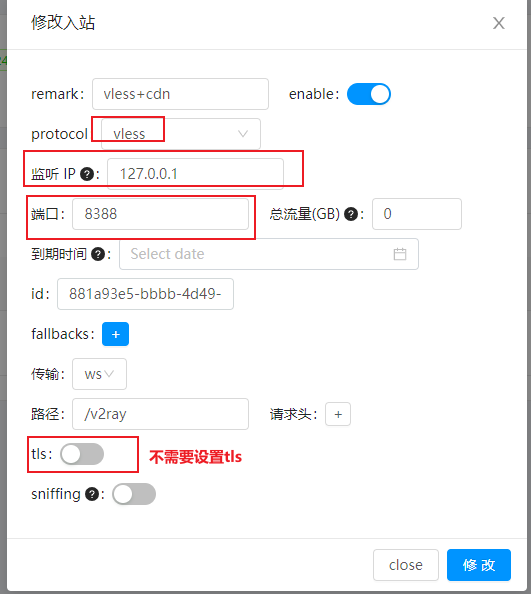 修改入站
24
remark: vless+cdn enable:
protocol vless
监听 IP ?: 127.0.0.1
端口: 8388 总流量(GB) ?: 0
到期时间 ?: Select date
id: 881a93e5-bbbb-4d49-
fallbacks: +
传输: ws
路径: /v2ray 请求头: +
tls: 不需要设置tls
sniffing ?:
close 修 改